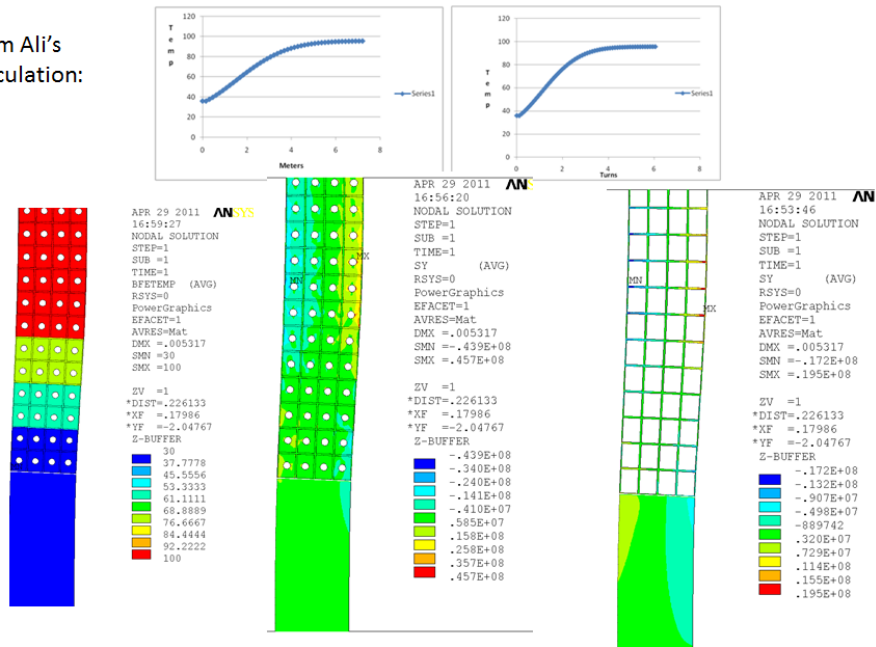 m Ali's
culation:
120
100
80
60
40
20
0
Temp
0 2 4 6 8
Meters
Series1
120
100
80
60
40
20
0
Temp
0 2 4 6 8
Turns
Series1
APR 29 2011 ANSYS
16:59:27
NODAL SOLUTION
STEP=1
SUB =1
TIME=1
BFETEMP (AVG)
RSYS=0
PowerGraphics
EFACET=1
AVRES=Mat
DMX =.005317
SMN =30
SMX =100
ZV =1
*DIST=.226133
*XF =.17986
*YF =-2.04767
Z-BUFFER
30
37.7778
45.5556
53.3333
61.1111
68.8889
76.6667
84.4444
92.2222
100
MN
MX
APR 29 2011 ANS
16:56:20
NODAL SOLUTION
STEP=1
SUB =1
TIME=1
SY (AVG)
RSYS=0
PowerGraphics
EFACET=1
AVRES=Mat
DMX =.005317
SMN =-.439E+08
SMX =.457E+08
ZV =1
*DIST=.226133
*XF =.17986
*YF =-2.04767
Z-BUFFER
-.439E+08
-.340E+08
-.240E+08
-.141E+08
-.410E+07
.585E+07
.158E+08
.258E+08
.357E+08
.457E+08
MN
MX
APR 29 2011 AN
16:53:46
NODAL SOLUTION
STEP=1
SUB =1
TIME=1
SY (AVG)
RSYS=0
PowerGraphics
EFACET=1
AVRES=Mat
DMX =.005317
SMN =-.172E+08
SMX =.195E+08
ZV =1
*DIST=.226133
*XF =.17986
*YF =-2.04767
Z-BUFFER
-.172E+08
-.132E+08
-.907E+07
-.498E+07
-889742
.320E+07
.729E+07
.114E+08
.155E+08
.195E+08